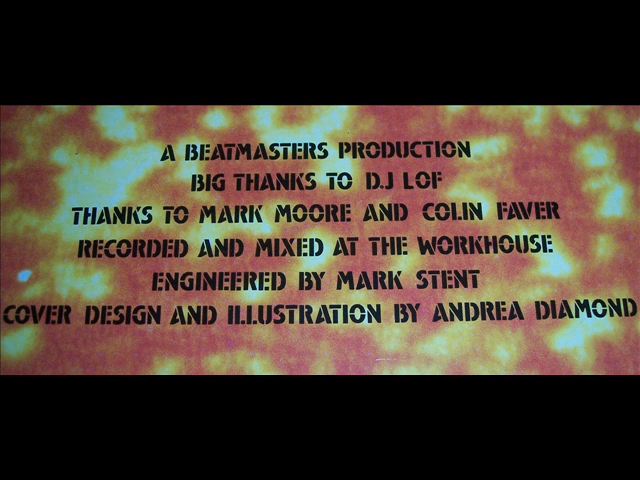 A BEATMASTERS PRODUCTION
BIG THANKS TO D.J LOF
THANKS TO MARK MOORE AND COLIN FAVER
RECORDED AND MIXED AT THE WORKHOUSE
ENGINEERED BY MARK STENT
COVER DESIGN AND ILLUSTRATION BY ANDREA DIAMOND